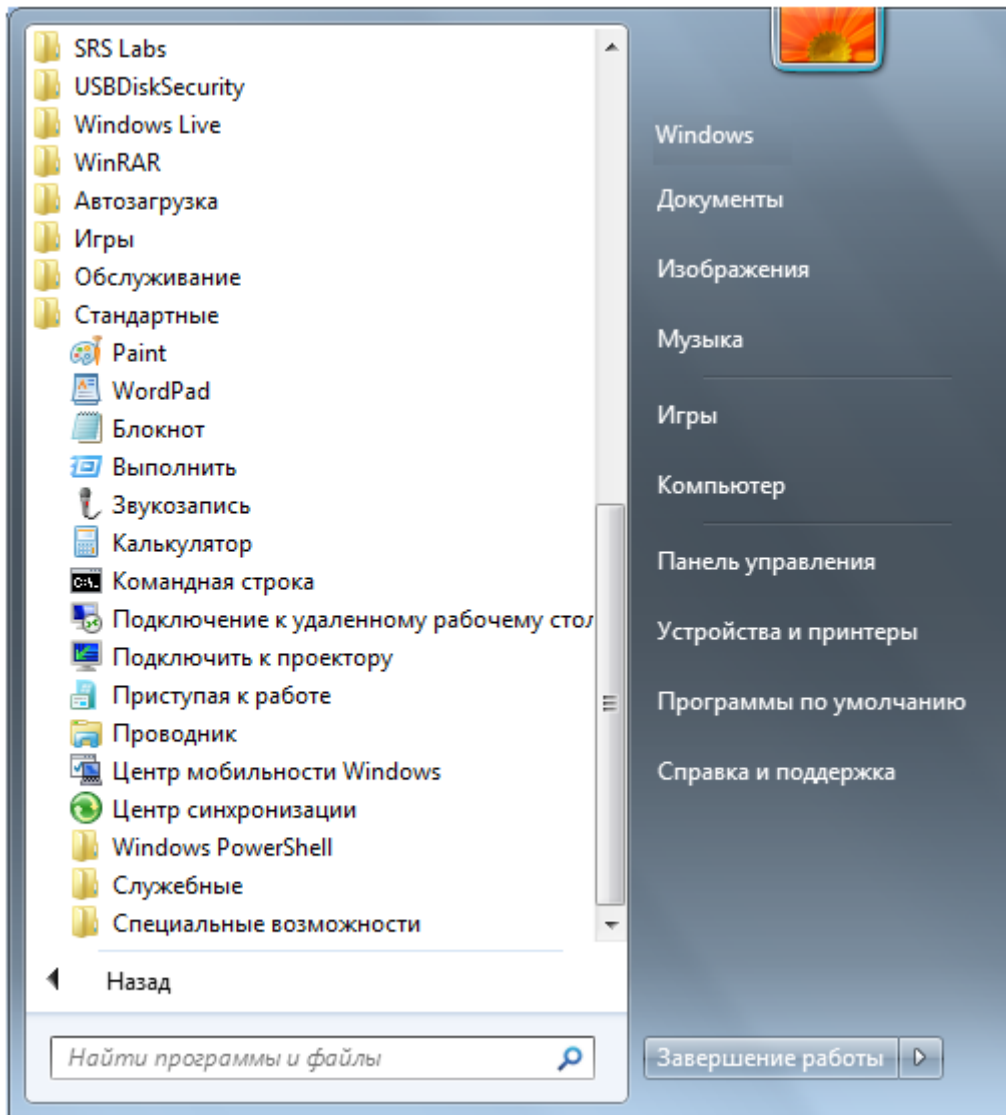 SRS Labs
USBDiskSecurity
Windows Live
WinRAR
Автозагрузка
Игры
Обслуживание
Стандартные
Paint
WordPad
Блокнот
Выполнить
Звукозапись
Калькулятор
C:\.
Командная строка
Подключение к удаленному рабочему стол
Подключить к проектору
Приступая к работе
Проводник
Центр мобильности Windows
Центр синхронизации
Windows PowerShell
Служебные
Специальные возможности
Назад
Найти программы и файлы
Windows
Документы
Изображения
Музыка
Игры
Компьютер
Панель управления
Устройства и принтеры
Программы по умолчанию
Справка и поддержка
Завершение работы